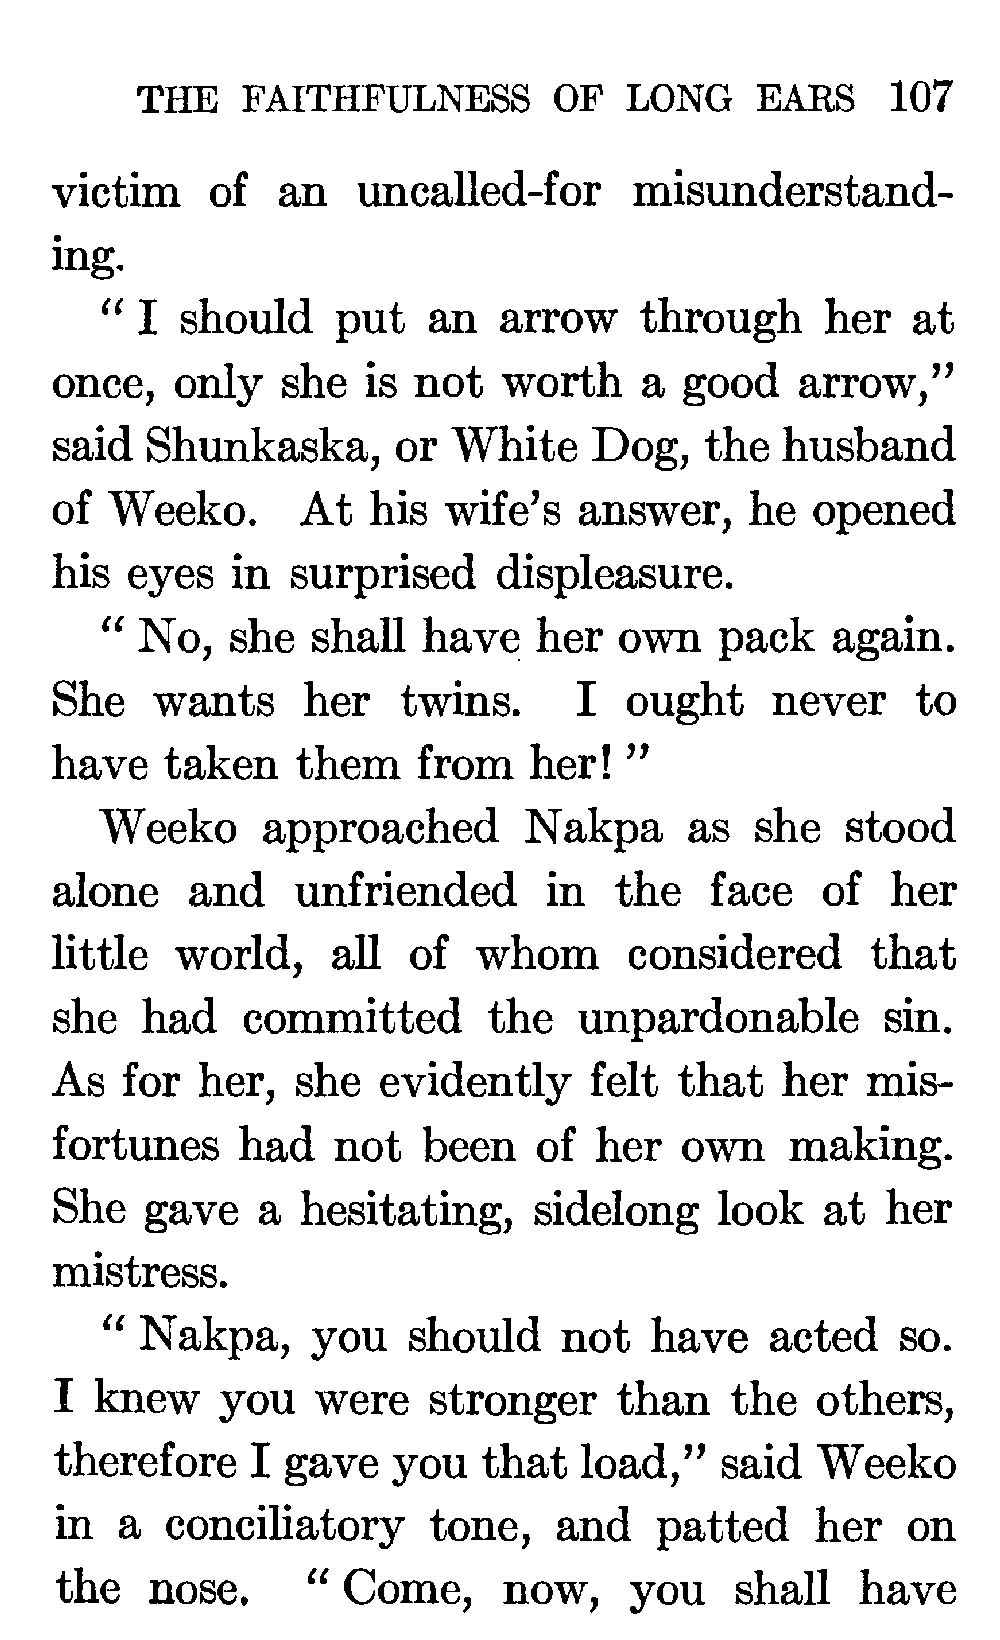 THE FAITHFULNESS OF LONG EARS 107
victim of an uncalled-for misunderstand-
ing.
“ I should put an arrow through her at
once, only she is not worth a good arrow,”
said Shunkaska, or White Dog, the husband
of Weeko. At his wife’s answer, he opened
his eyes in surprised displeasure.
“ No, she shall have her own pack again.
She wants her twins. I ought never to
have taken them from her! ”
Weeko approached Nakpa as she stood
alone and unfriended in the face of her
little world, all of whom considered that
she had committed the unpardonable sin.
As for her, she evidently felt that her mis-
fortunes had not been of her own making.
She gave a hesitating, sidelong look at her
mistress.
“ Nakpa, you should not have acted so.
I knew you were stronger than the others,
therefore I gave you that load,” said Weeko
in a conciliatory tone, and patted her on
the nose. “ Come, now, you shall have